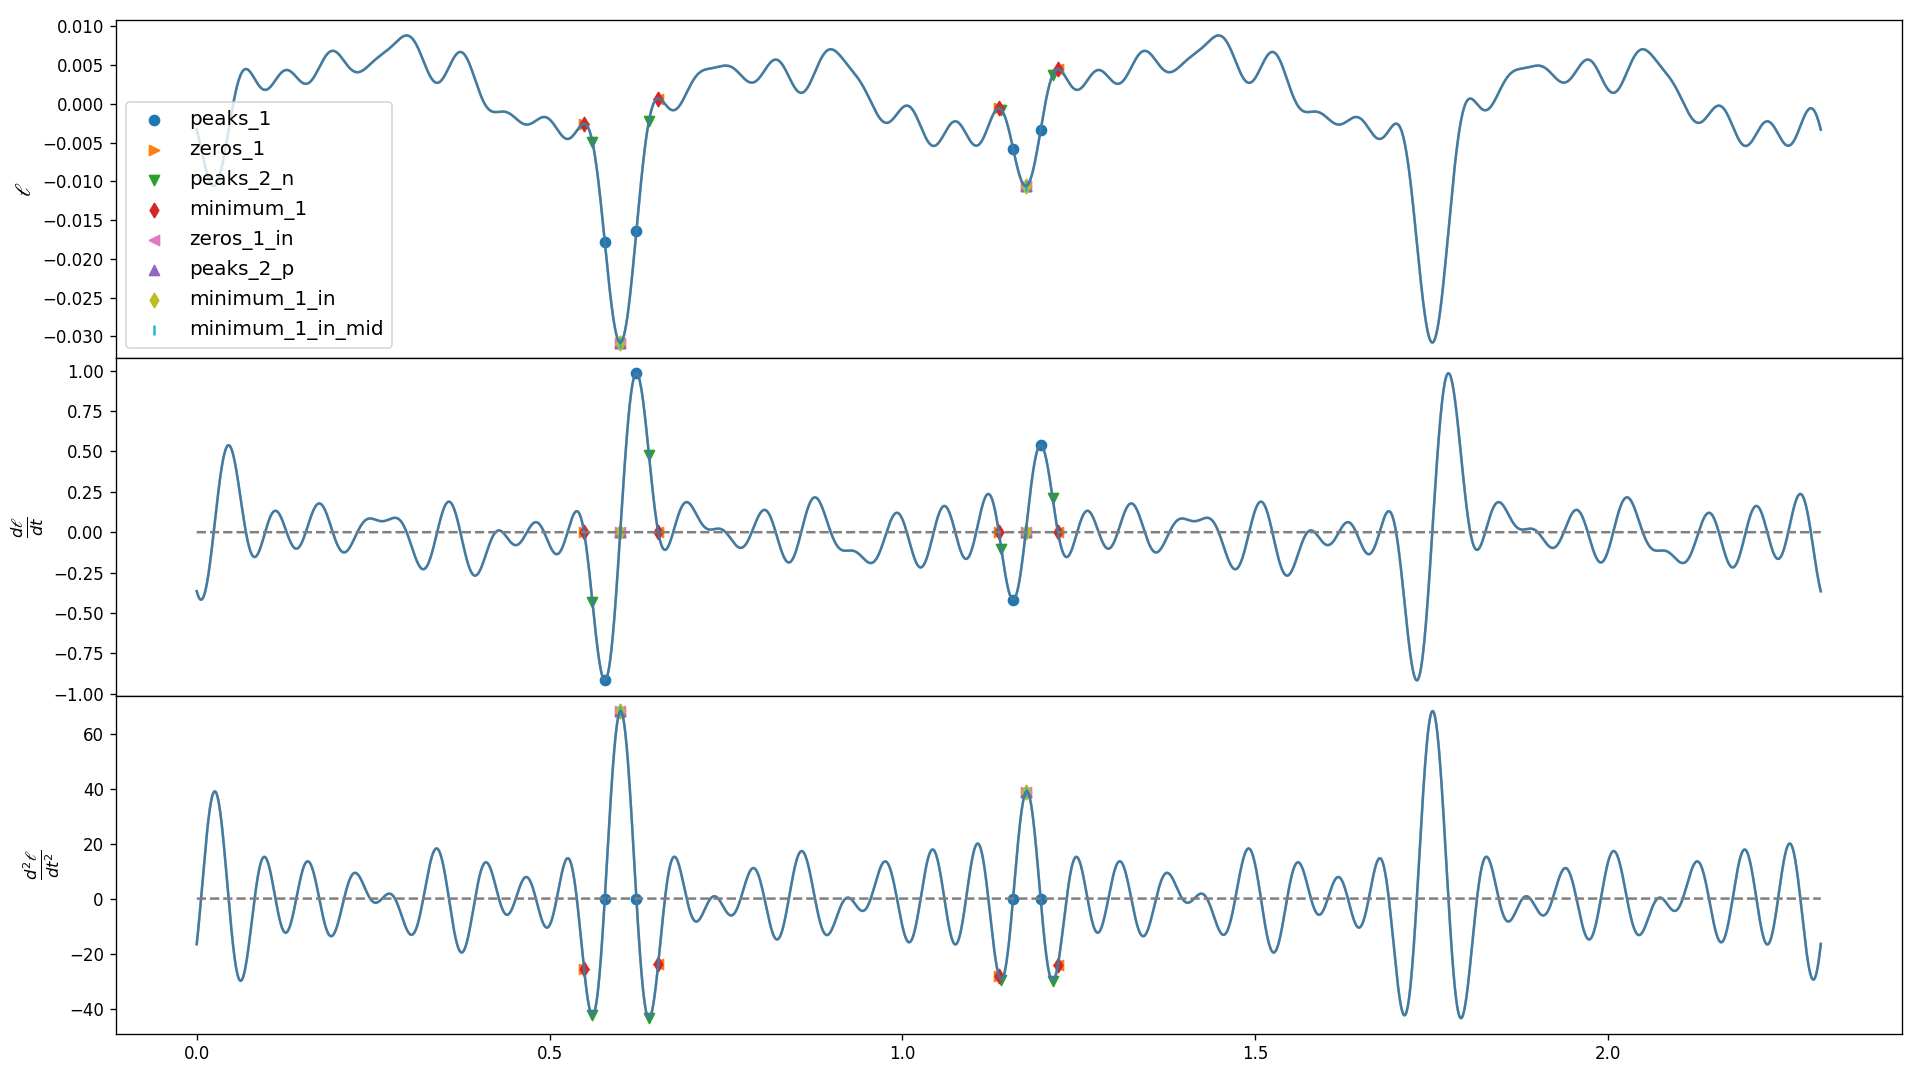 0.010
0.005
0.000
−0.005
−0.010
−0.015
−0.020
−0.025
−0.030
ℓ
peaks_1
zeros_1
peaks_2_n
minimum_1
zeros_1_in
peaks_2_p
minimum_1_in
minimum_1_in_mid
1.00
0.75
0.50
0.25
0.00
−0.25
−0.50
−0.75
−1.00
dℓ
dt
60
40
20
0
−20
−40
d²ℓ
dt²
0.0 0.5 1.0 1.5 2.0